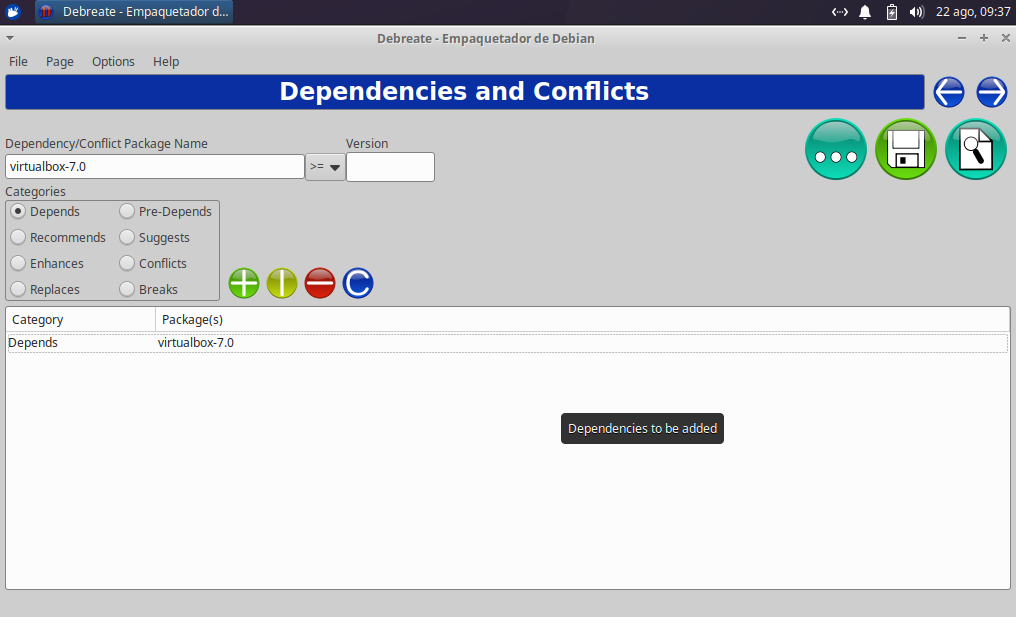 Debreate - Empaquetador d...
22 ago, 09:37
Debreate - Empaquetador de Debian
File Page Options Help
Dependencies and Conflicts
Dependency/Conflict Package Name Version
virtualbox-7.0 >=
Categories
Depends Pre-Depends
Recommends Suggests
Enhances Conflicts
Replaces Breaks
Category Package(s)
Depends virtualbox-7.0
Dependencies to be added